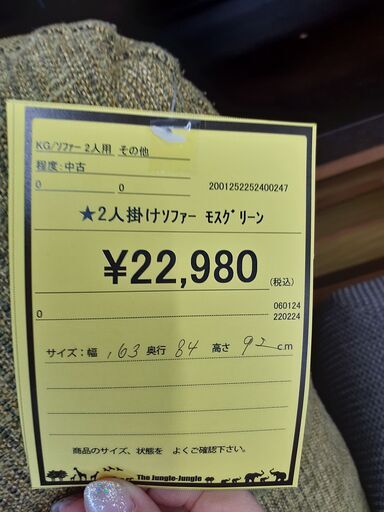 KG/ソファー 2人用 その他
程度:中古
0 0 2001252252400247
★2人掛けソファー モスグリーン
¥22,980
(税込)
0 060124
220224
サイズ:幅 163 奥行 84 高さ 92 cm
商品のサイズ、状態を よくご確認下さい。
The Jungle-Jungle